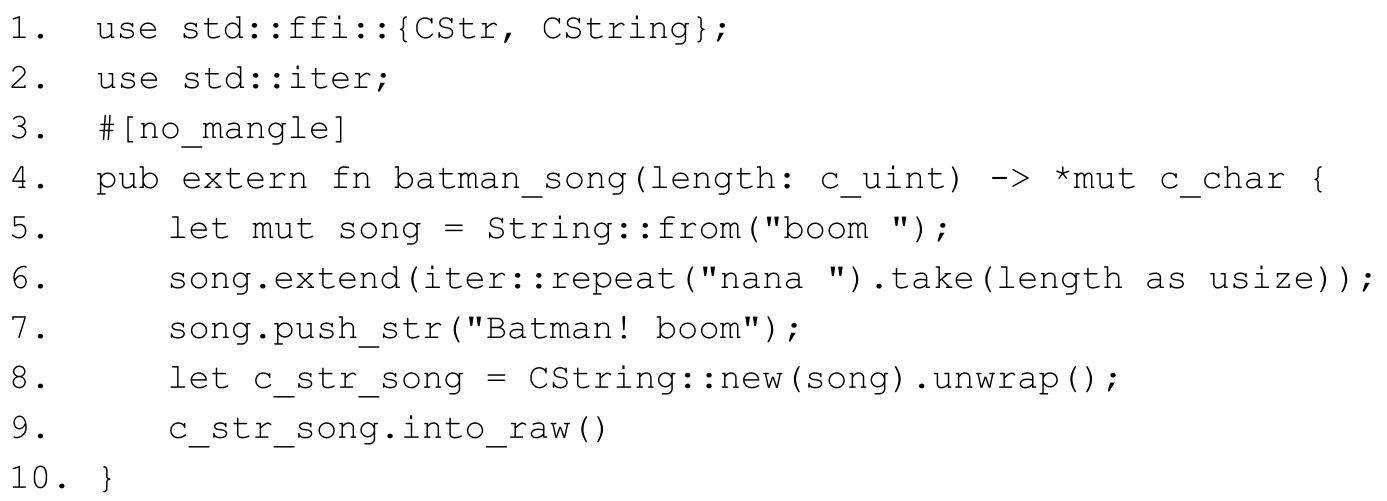 1. use std::ffi::{CStr, CString};
2. use std::iter;
3. #[no_mangle]
4. pub extern fn batman_song(length: c_uint) -> *mut c_char {
5. let mut song = String::from("boom ");
6. song.extend(iter::repeat("nana ").take(length as usize));
7. song.push_str("Batman! boom");
8. let c_str_song = CString::new(song).unwrap();
9. c_str_song.into_raw()
10. }